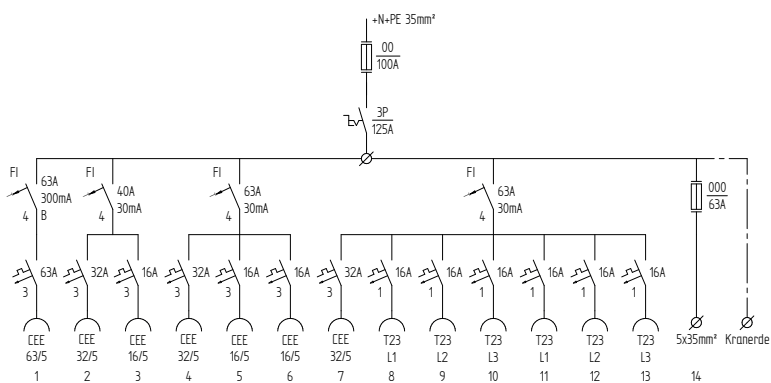 +N+PE 35mm²
00
100A
3P
125A
FI
63A
300mA
4 B
FI
40A
30mA
4
FI
63A
30mA
4
FI
63A
30mA
4
000
63A
63A 32A 16A 32A 16A 16A 32A 16A 16A 16A 16A 16A 16A
3 3 3 3 3 3 3 1 1 1 1 1 1
CEE CEE CEE CEE CEE CEE CEE T23 T23 T23 T23 T23 T23 5x35mm² Kranerde
63/5 32/5 16/5 32/5 16/5 16/5 32/5 L1 L2 L3 L1 L2 L3
1 2 3 4 5 6 7 8 9 10 11 12 13 14